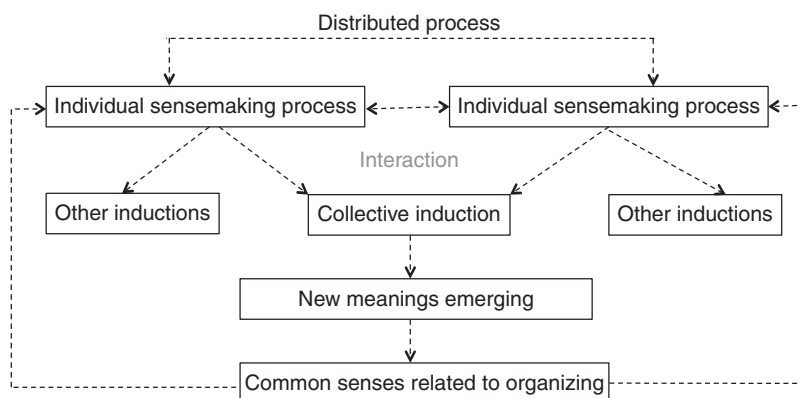 Distributed process
Individual sensemaking process
Individual sensemaking process
Interaction
Other inductions
Collective induction
Other inductions
New meanings emerging
Common senses related to organizing